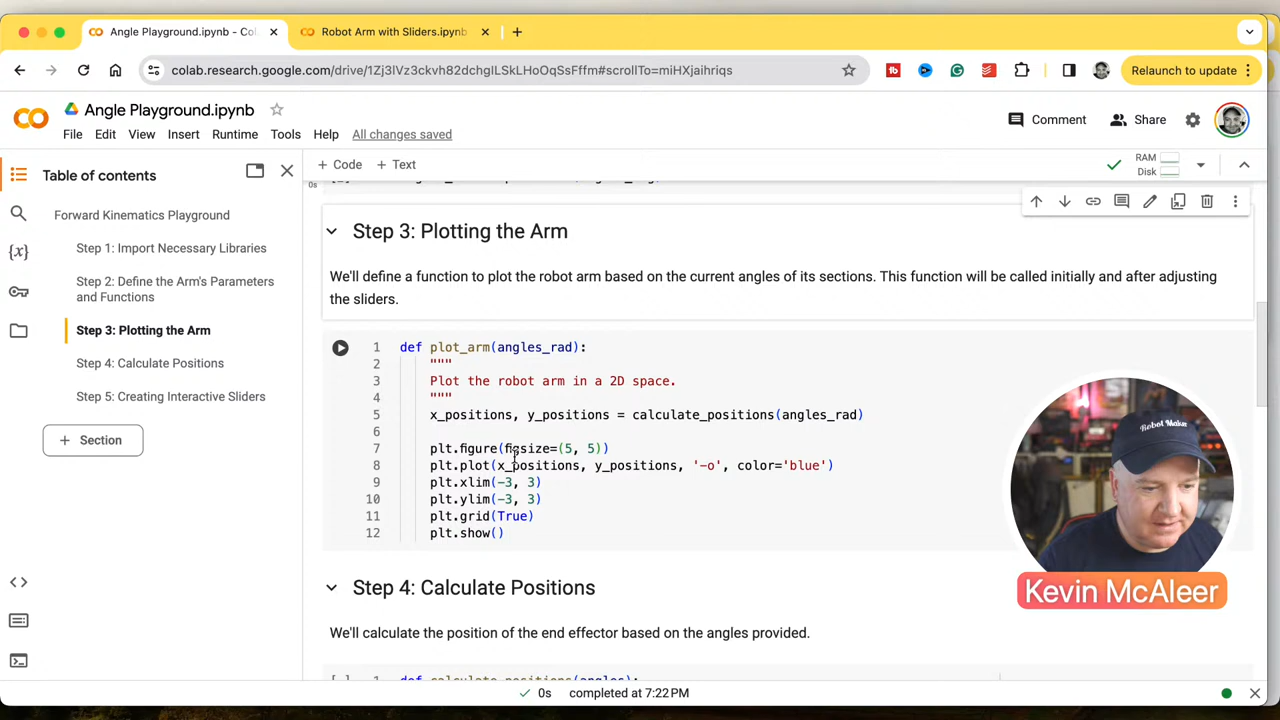 Angle Playground.ipynb - Co
Robot Arm with Sliders.ipynb
colab.research.google.com/drive/1Zj3lVz3ckvh82dchgILSkLHoOqSsFffm#scrollTo=miHXjaihriqs
Relaunch to update
Angle Playground.ipynb
File Edit View Insert Runtime Tools Help All changes saved
Comment Share
Table of contents
+ Code + Text
RAM
Disk
Forward Kinematics Playground
Step 1: Import Necessary Libraries
Step 2: Define the Arm's Parameters
and Functions
Step 3: Plotting the Arm
Step 4: Calculate Positions
Step 5: Creating Interactive Sliders
+ Section
0s
Step 3: Plotting the Arm
We'll define a function to plot the robot arm based on the current angles of its sections. This function will be called initially and after adjusting
the sliders.
1 def plot_arm(angles_rad):
2 """
3 Plot the robot arm in a 2D space.
4 """
5 x_positions, y_positions = calculate_positions(angles_rad)
6
7 plt.figure(figsize=(5, 5))
8 plt.plot(x_positions, y_positions, '-o', color='blue')
9 plt.xlim(-3, 3)
10 plt.ylim(-3, 3)
11 plt.grid(True)
12 plt.show()
Step 4: Calculate Positions
We'll calculate the position of the end effector based on the angles provided.
[ ] 1 def calculate_positions(angles):
Robot Maker
Kevin McAleer
0s completed at 7:22 PM